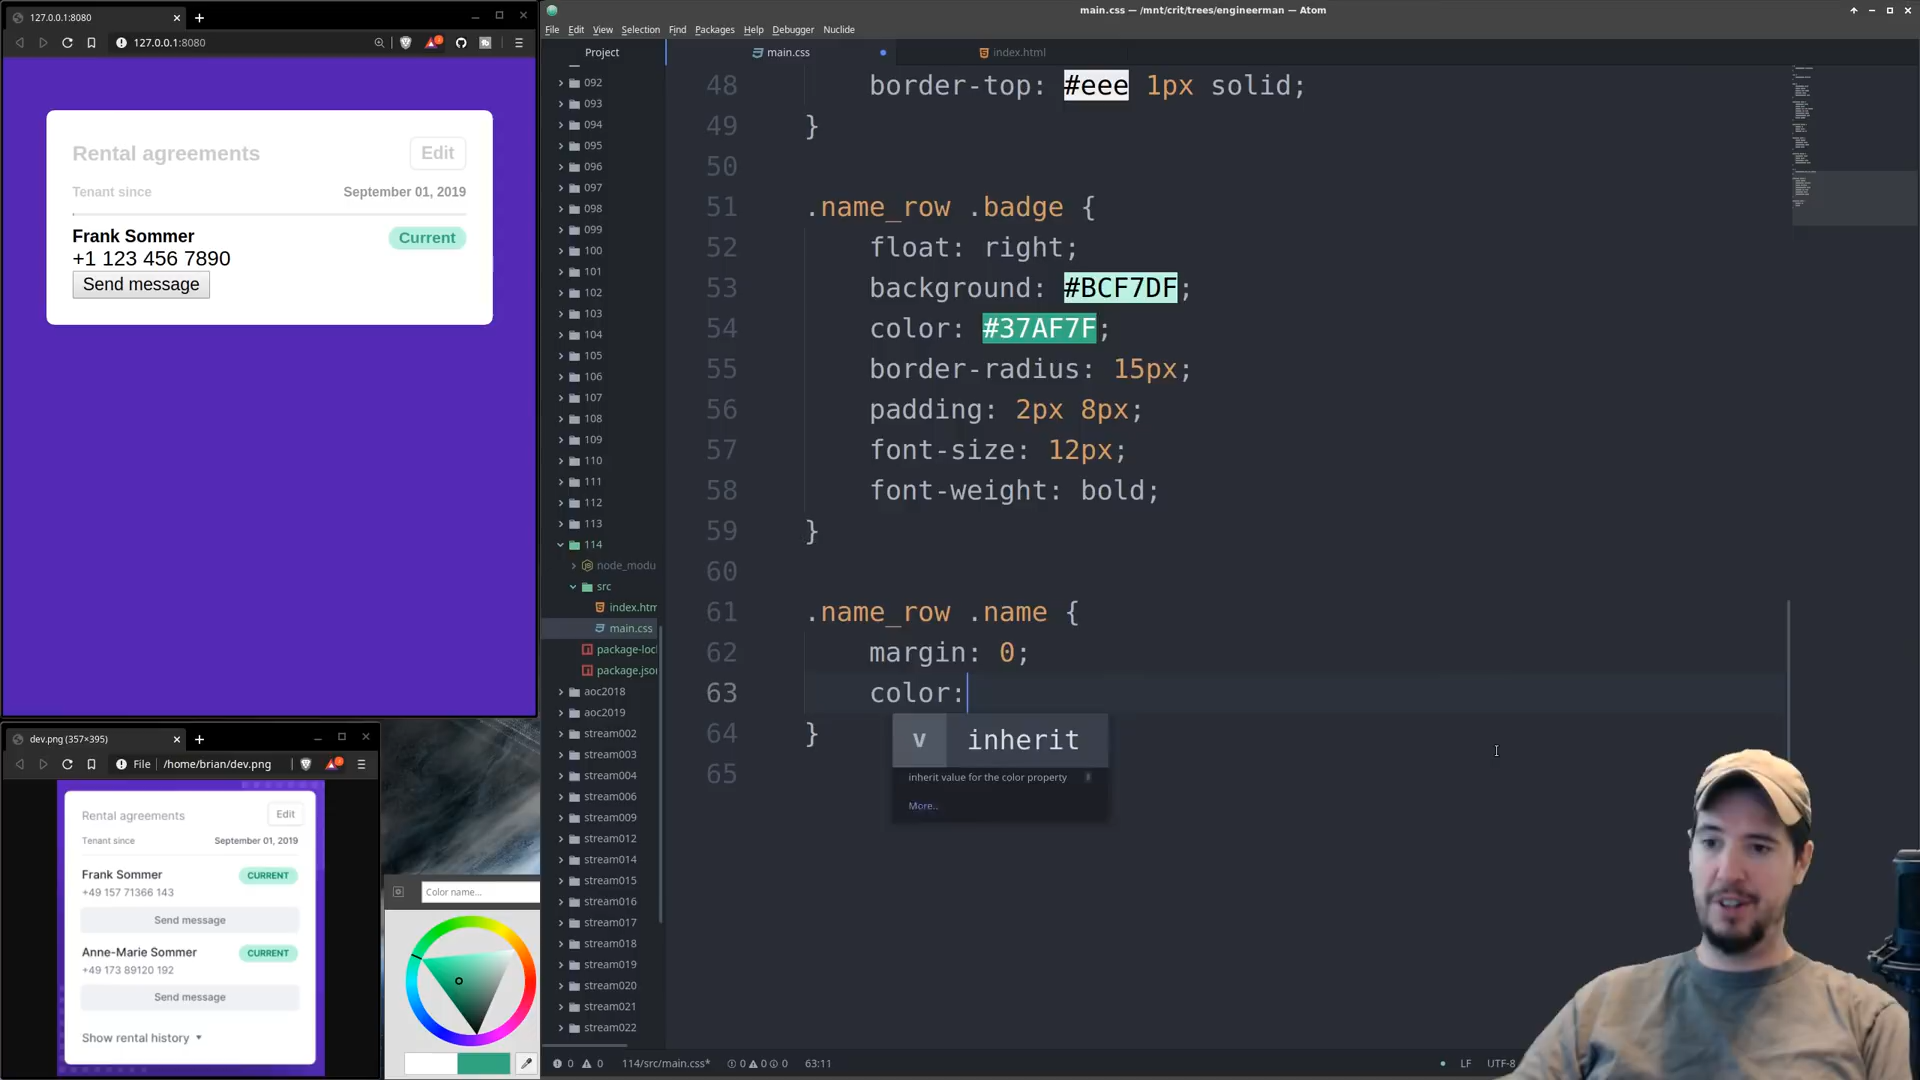 127.0.0.1:8080
127.0.0.1:8080
Rental agreements
Edit
Tenant since
September 01, 2019
Frank Sommer
Current
+1 123 456 7890
Send message
dev.png (357×395)
File
/home/brian/dev.png
Rental agreements
Edit
Tenant since
September 01, 2019
Frank Sommer
CURRENT
+49 157 71366 143
Send message
Anne-Marie Sommer
CURRENT
+49 173 89120 192
Send message
Show rental history
Color name...
main.css — /mnt/crit/trees/engineerman — Atom
File Edit View Selection Find Packages Help Debugger Nuclide
Project
main.css
index.html
092
093
094
095
096
097
098
099
100
101
102
103
104
105
106
107
108
109
110
111
112
113
114
node_modu
src
index.htm
main.css
package-loc
package.jso
aoc2018
aoc2019
stream002
stream003
stream004
stream006
stream009
stream012
stream014
stream015
stream016
stream017
stream018
stream019
stream020
stream021
stream022
48 border-top: #eee 1px solid;
49 }
50
51 .name_row .badge {
52 float: right;
53 background: #BCF7DF;
54 color: #37AF7F;
55 border-radius: 15px;
56 padding: 2px 8px;
57 font-size: 12px;
58 font-weight: bold;
59 }
60
61 .name_row .name {
62 margin: 0;
63 color:
64 }
65
v inherit
inherit value for the color property
More..
0 0 114/src/main.css* 0 0 0 63:11
LF UTF-8